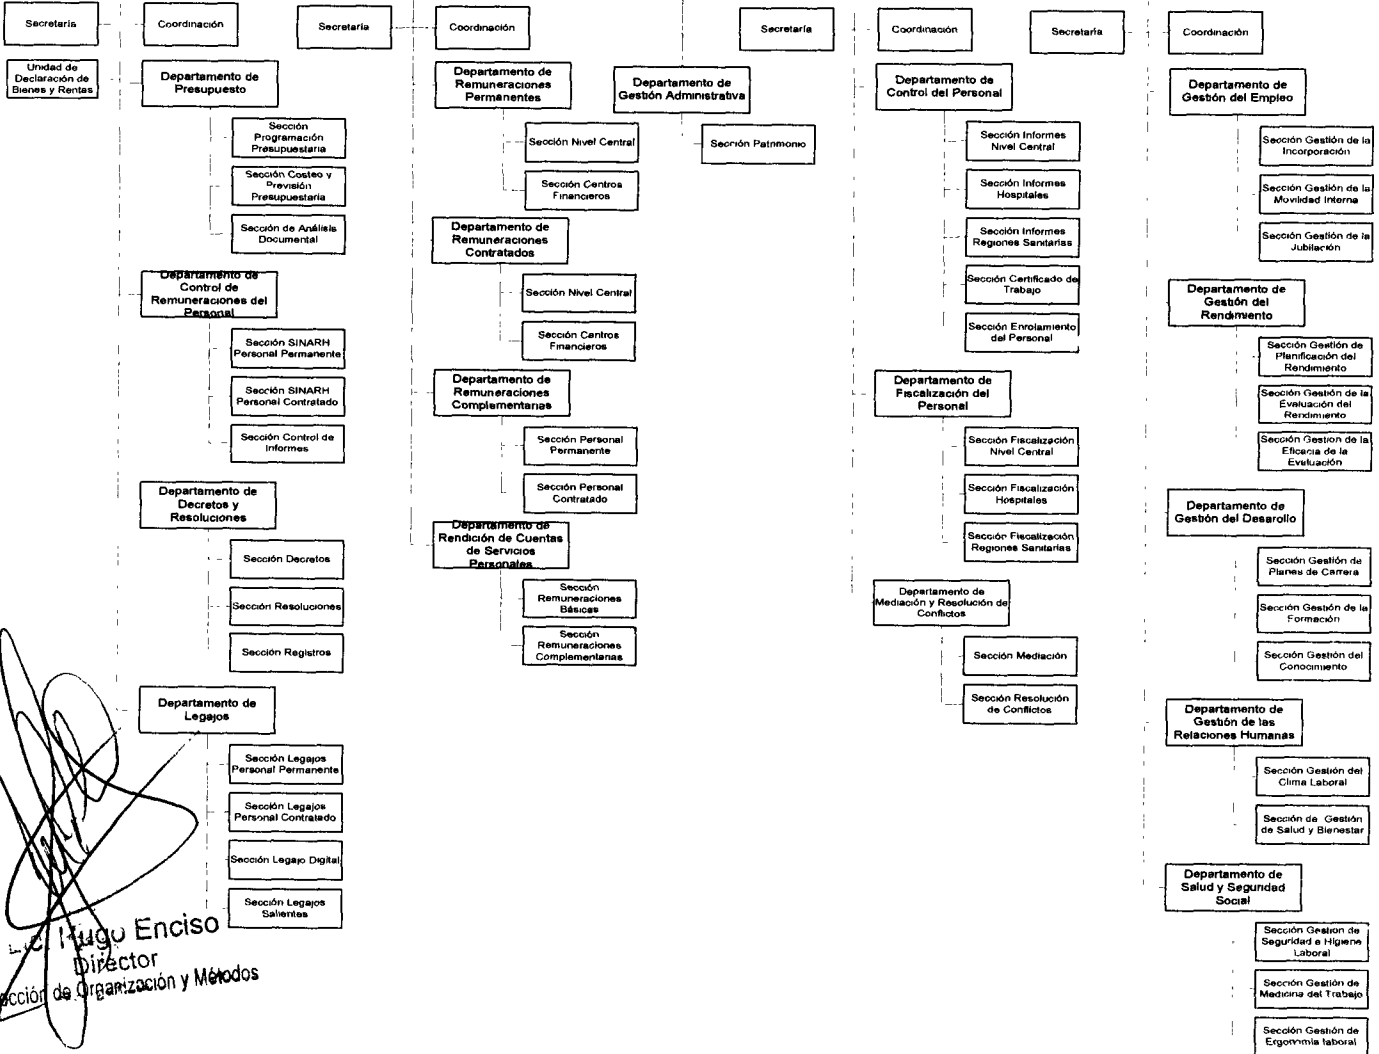 Secretaría
Coordinación
Unidad de
Declaración de
Bienes y Rentas
Departamento de
Presupuesto
Sección
Programación
Presupuestaria
Sección Costeo y
Previsión
Presupuestaria
Sección de Análisis
Documental
Departamento de
Control de
Remuneraciones del
Personal
Sección SINARH
Personal Permanente
Sección SINARH
Personal Contratado
Sección Control de
Informes
Departamento de
Decretos y
Resoluciones
Sección Decretos
Sección Resoluciones
Sección Registros
Departamento de
Legajos
Sección Legajos
Personal Permanente
Sección Legajos
Personal Contratado
Sección Legajo Digital
Sección Legajos
Salientes
Hugo Enciso
Director
de Organización y Métodos
Secretaría
Coordinación
Departamento de
Remuneraciones
Permanentes
Sección Nivel Central
Sección Centros
Financieros
Departamento de
Remuneraciones
Contratados
Sección Nivel Central
Sección Centros
Financieros
Departamento de
Remuneraciones
Complementarias
Sección Personal
Permanente
Sección Personal
Contratado
Departamento de
Rendición de Cuentas
de Servicios
Personales
Sección
Remuneraciones
Básicas
Sección
Remuneraciones
Complementarias
Departamento de
Gestión Administrativa
Sección Patrimonio
Secretaría
Coordinación
Departamento de
Control del Personal
Sección Informes
Nivel Central
Sección Informes
Hospitales
Sección Informes
Regiones Sanitarias
Sección Certificado de
Trabajo
Sección Enrolamiento
del Personal
Departamento de
Fiscalización del
Personal
Sección Fiscalización
Nivel Central
Sección Fiscalización
Hospitales
Sección Fiscalización
Regiones Sanitarias
Departamento de
Mediación y Resolución de
Conflictos
Sección Mediación
Sección Resolución
de Conflictos
Secretaría
Coordinación
Departamento de
Gestión del Empleo
Sección Gestión de la
Incorporación
Sección Gestión de la
Movilidad Interna
Sección Gestión de la
Jubilación
Departamento de
Gestión del
Rendimiento
Sección Gestión de
Planificación del
Rendimiento
Sección Gestión de la
Evaluación del
Rendimiento
Sección Gestion de la
Eficacia de la
Evaluación
Departamento de
Gestión del Desarollo
Sección Gestión de
Planes de Carrera
Sección Gestión de la
Formación
Sección Gestión del
Conocimiento
Departamento de
Gestión de las
Relaciones Humanas
Sección Gestión del
Clima Laboral
Sección de Gestión
de Salud y Bienestar
Departamento de
Salud y Seguridad
Social
Sección Gestion de
Seguridad e Higiene
Laboral
Sección Gestión de
Medicina del Trabajo
Sección Gestión de
Ergonomía laboral